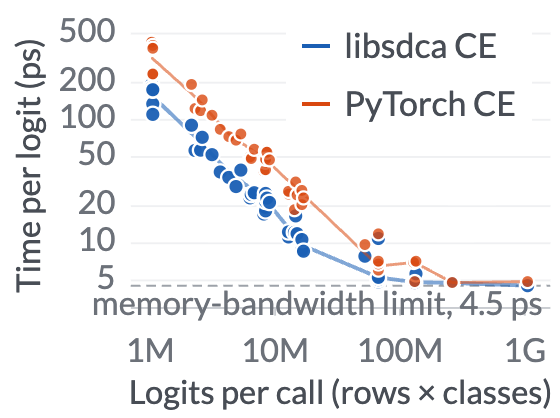 Time per logit (ps)
500
200
100
50
20
10
5
libsdca CE
PyTorch CE
memory-bandwidth limit, 4.5 ps
1M
10M
100M
1G
Logits per call (rows × classes)